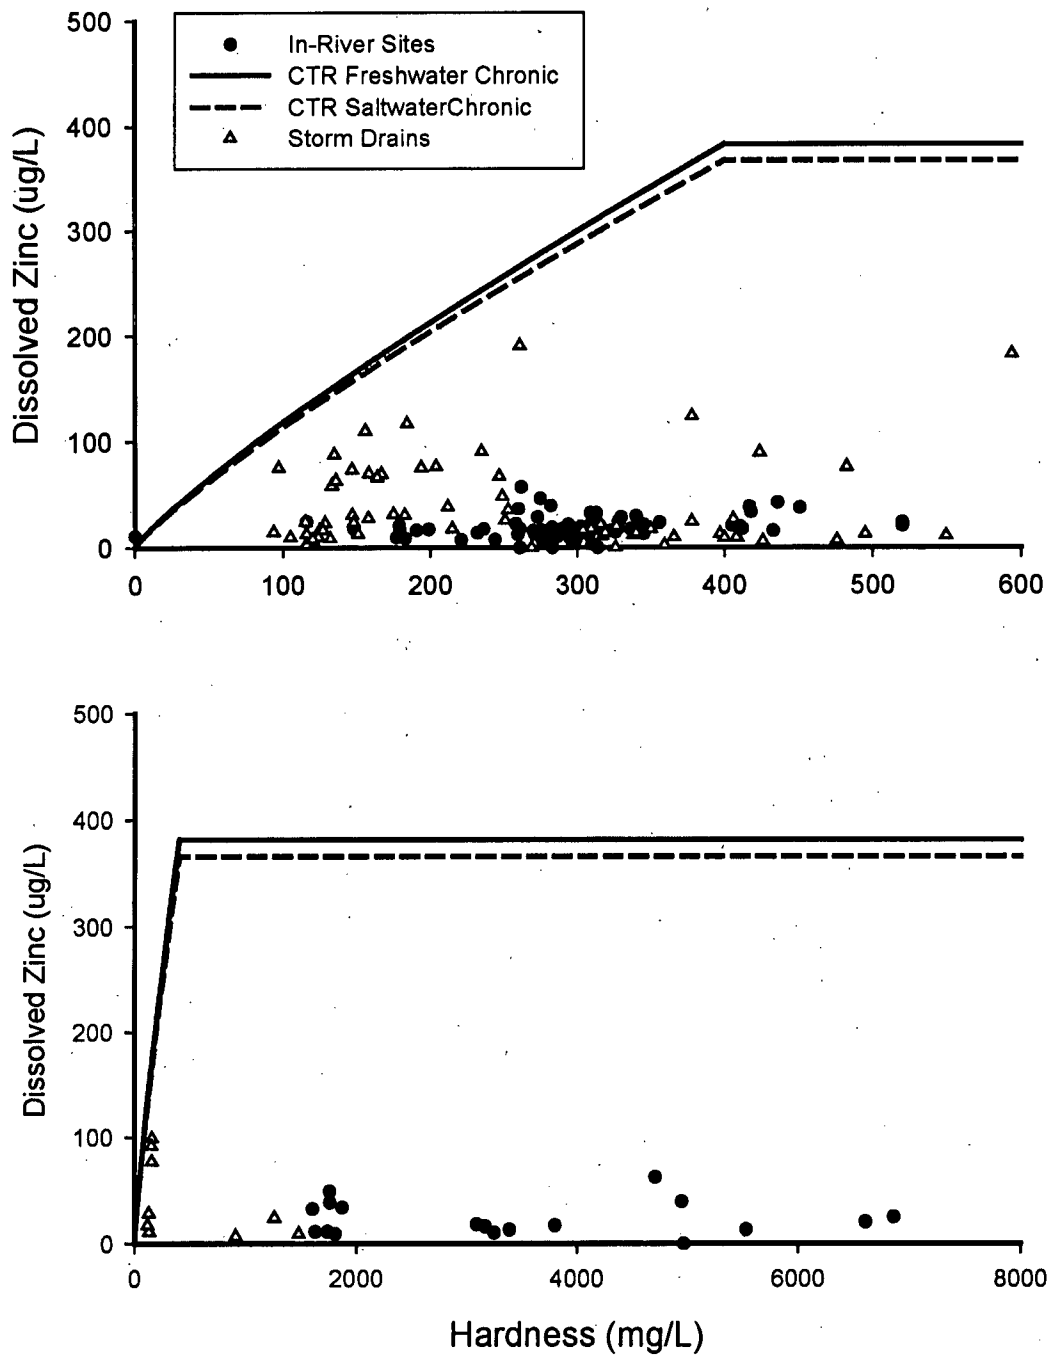 500
400
300
200
100
0
Dissolved Zinc (ug/L)
In-River Sites
CTR Freshwater Chronic
CTR SaltwaterChronic
Storm Drains
0 100 200 300 400 500 600
500
400
300
200
100
0
Dissolved Zinc (ug/L)
0 2000 4000 6000 8000
Hardness (mg/L)